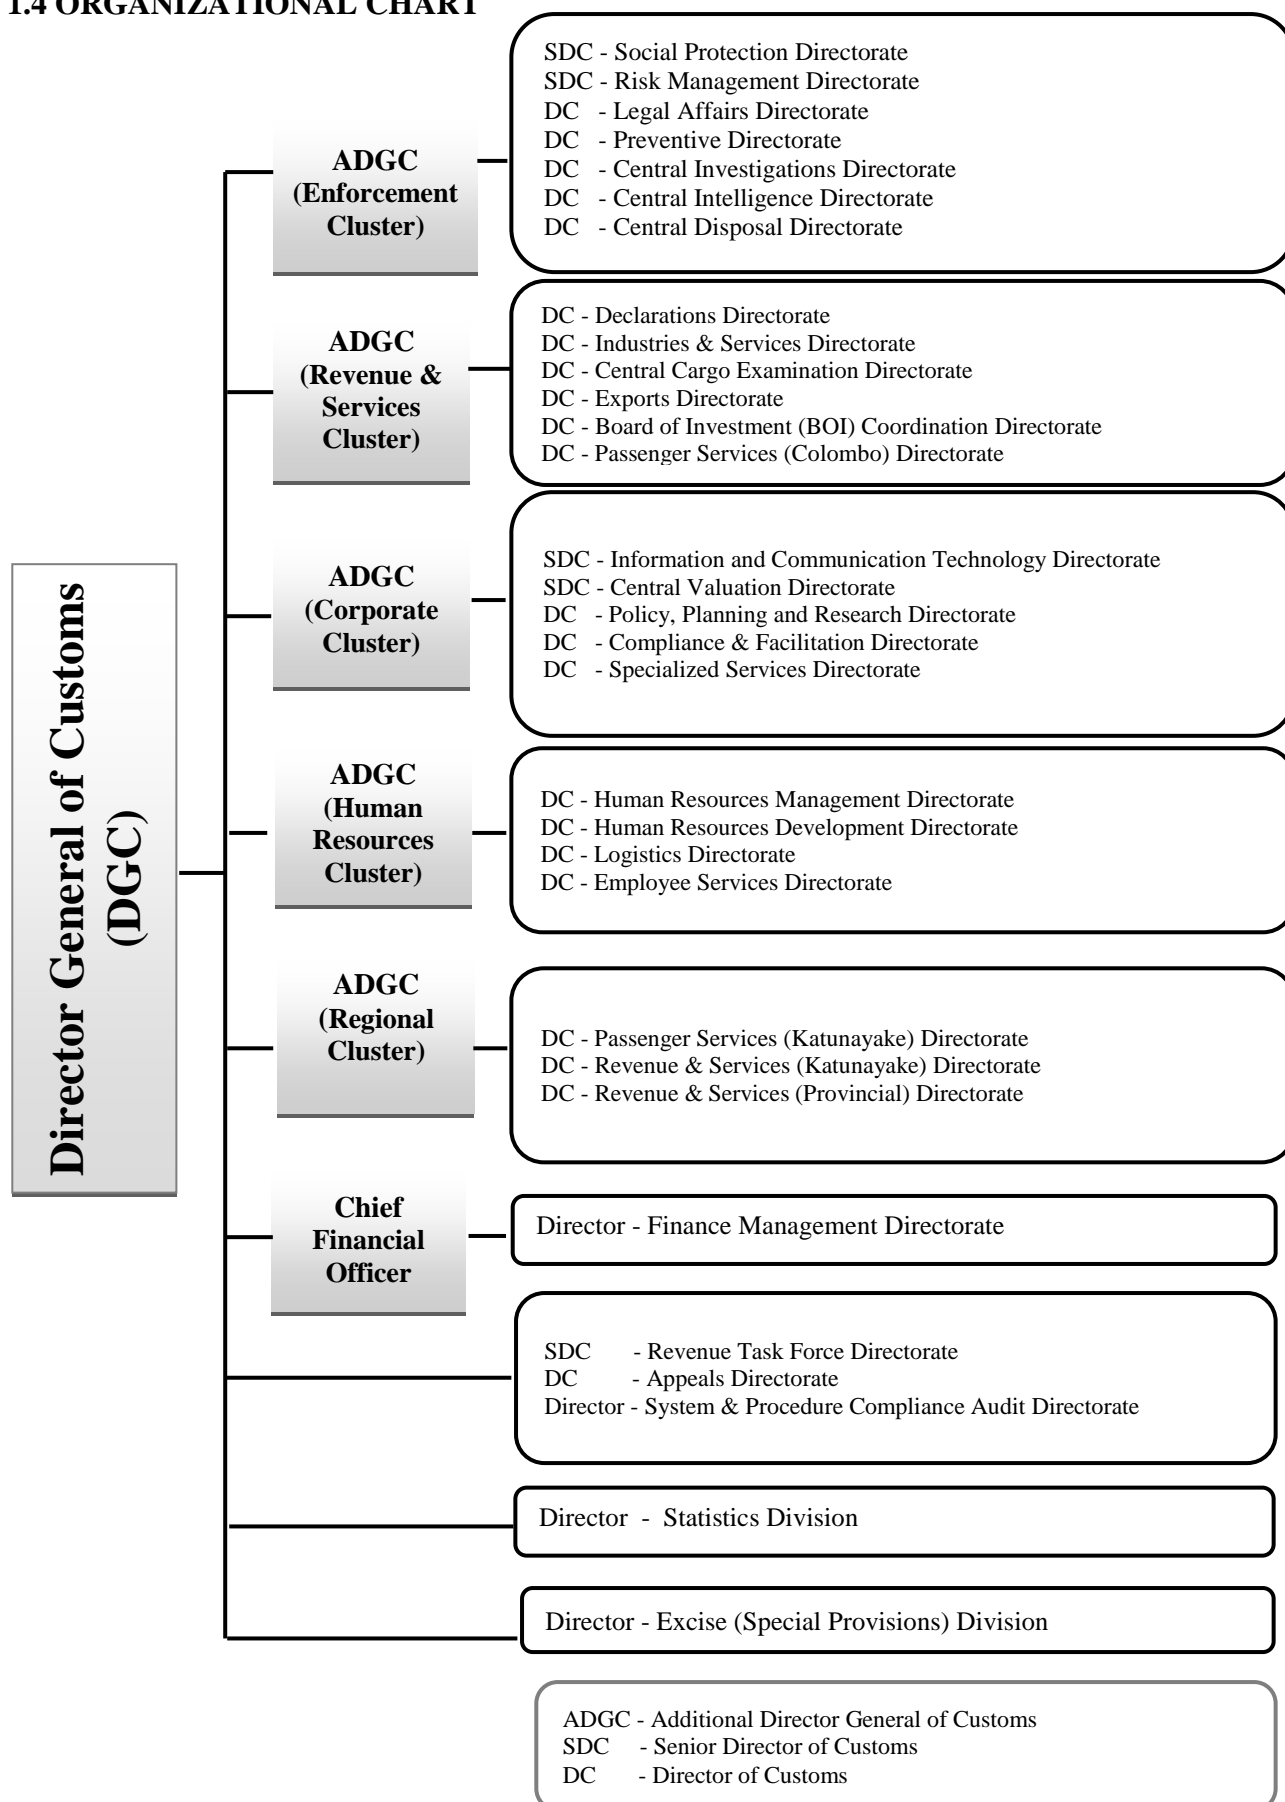 1.4 ORGANIZATIONAL CHART
Director General of Customs
(DGC)
ADGC
(Enforcement
Cluster)
SDC - Social Protection Directorate
SDC - Risk Management Directorate
DC - Legal Affairs Directorate
DC - Preventive Directorate
DC - Central Investigations Directorate
DC - Central Intelligence Directorate
DC - Central Disposal Directorate
ADGC
(Revenue &
Services
Cluster)
DC - Declarations Directorate
DC - Industries & Services Directorate
DC - Central Cargo Examination Directorate
DC - Exports Directorate
DC - Board of Investment (BOI) Coordination Directorate
DC - Passenger Services (Colombo) Directorate
ADGC
(Corporate
Cluster)
SDC - Information and Communication Technology Directorate
SDC - Central Valuation Directorate
DC - Policy, Planning and Research Directorate
DC - Compliance & Facilitation Directorate
DC - Specialized Services Directorate
ADGC
(Human
Resources
Cluster)
DC - Human Resources Management Directorate
DC - Human Resources Development Directorate
DC - Logistics Directorate
DC - Employee Services Directorate
ADGC
(Regional
Cluster)
DC - Passenger Services (Katunayake) Directorate
DC - Revenue & Services (Katunayake) Directorate
DC - Revenue & Services (Provincial) Directorate
Chief
Financial
Officer
Director - Finance Management Directorate
SDC - Revenue Task Force Directorate
DC - Appeals Directorate
Director - System & Procedure Compliance Audit Directorate
Director - Statistics Division
Director - Excise (Special Provisions) Division
ADGC - Additional Director General of Customs
SDC - Senior Director of Customs
DC - Director of Customs